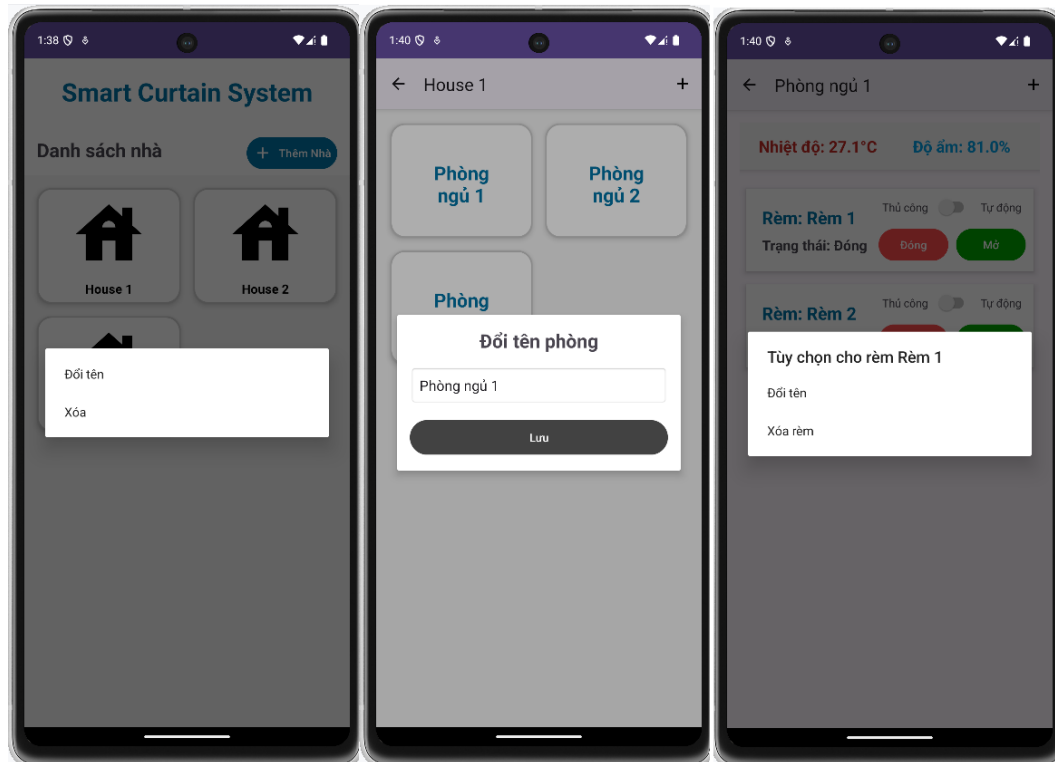 1:38
Smart Curtain System
Danh sách nhà
+ Thêm Nhà
House 1
House 2
Đổi tên
Xóa
1:40
House 1
Phòng
ngủ 1
Phòng
ngủ 2
Phòng
Đổi tên phòng
Phòng ngủ 1
Lưu
1:40
Phòng ngủ 1
Nhiệt độ: 27.1°C Độ ẩm: 81.0%
Rèm: Rèm 1
Thủ công Tự động
Trạng thái: Đóng
Đóng Mở
Rèm: Rèm 2
Thủ công Tự động
Tùy chọn cho rèm Rèm 1
Đổi tên
Xóa rèm